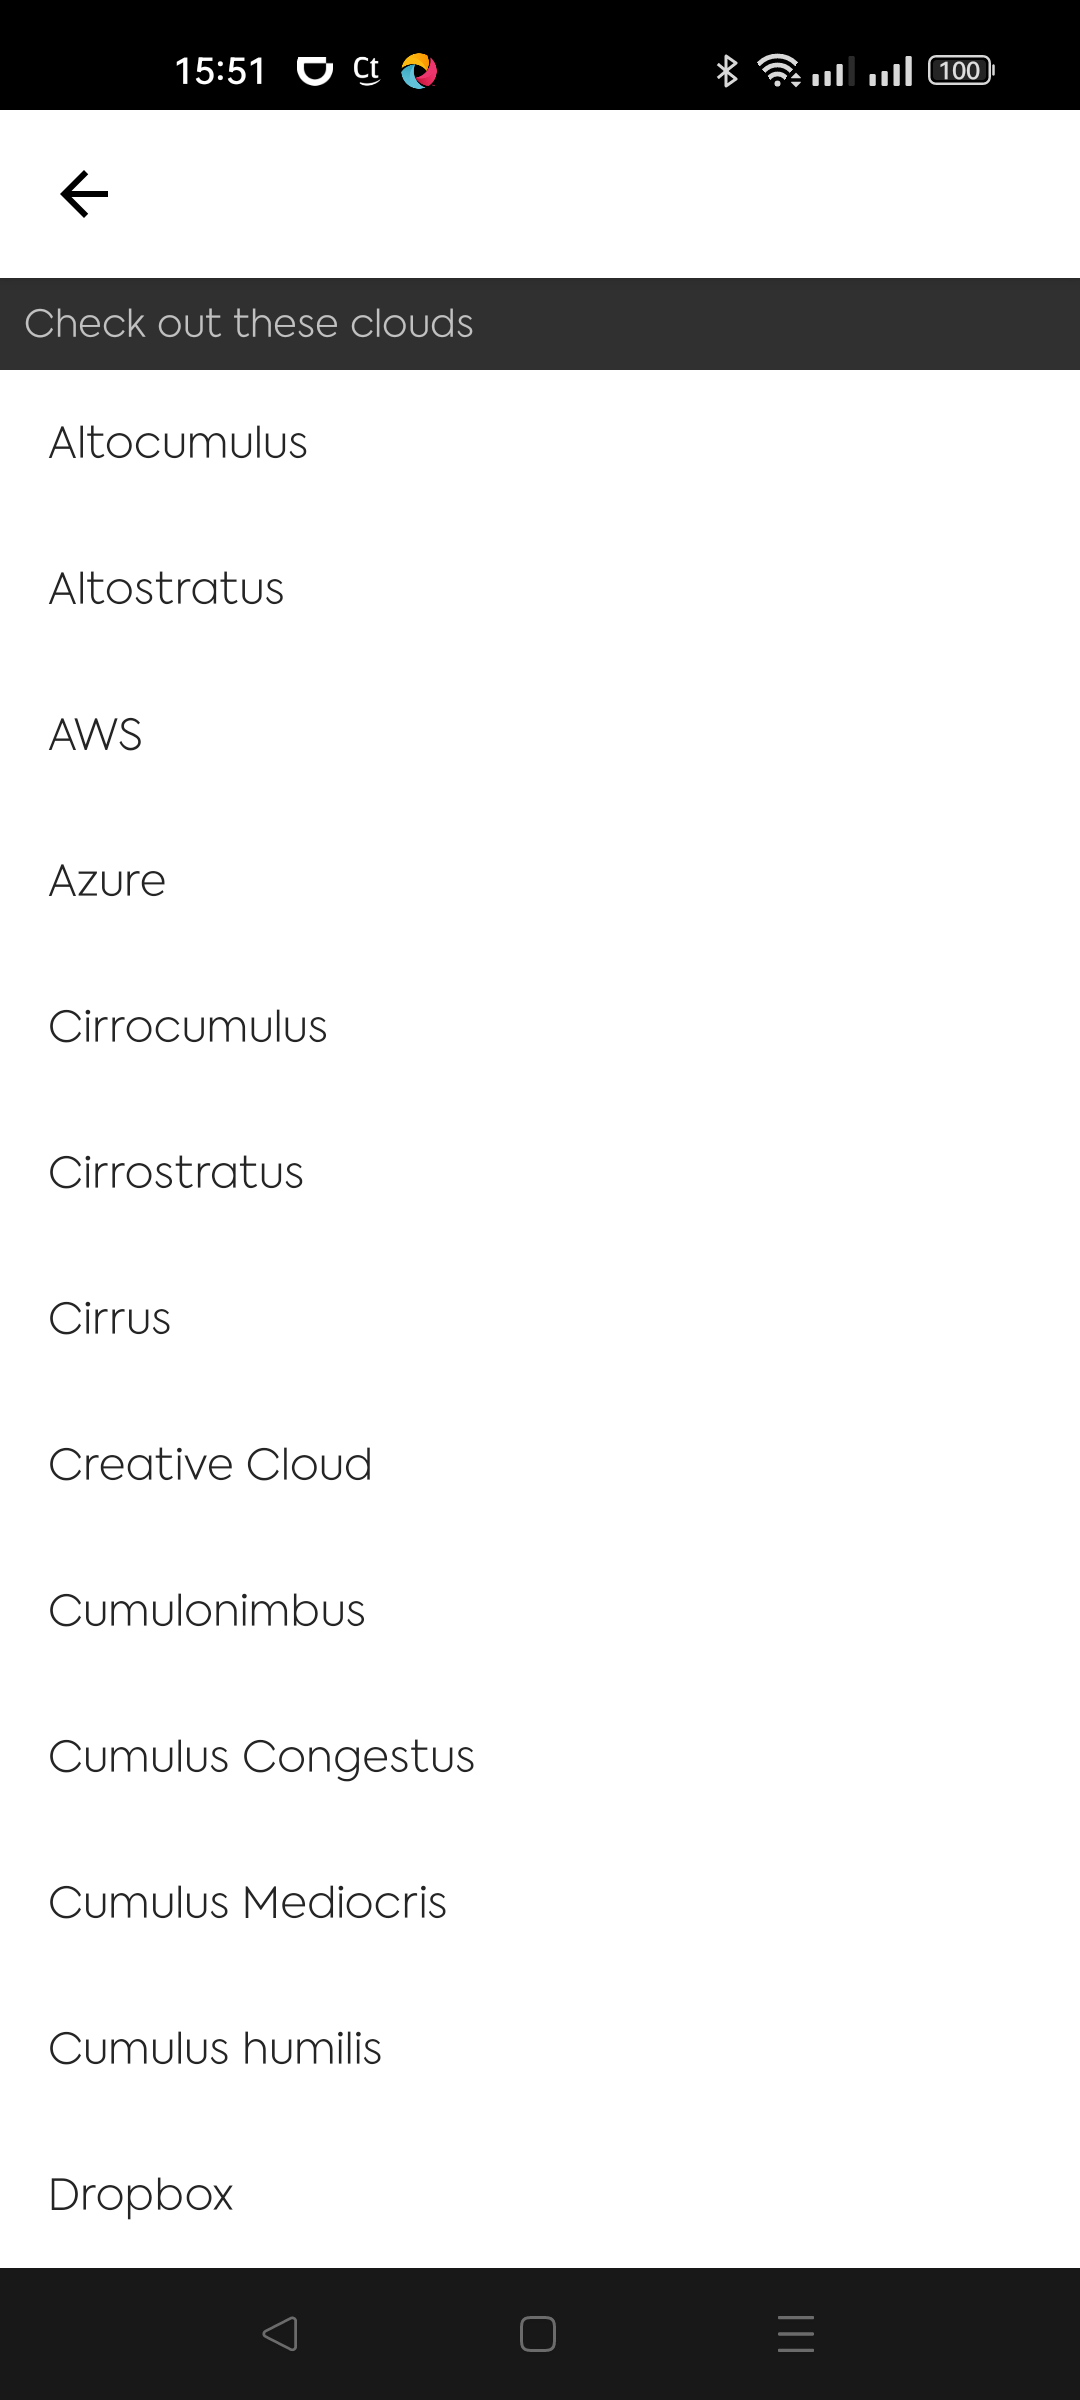 15:51 Ct 100
Check out these clouds
Altocumulus
Altostratus
AWS
Azure
Cirrocumulus
Cirrostratus
Cirrus
Creative Cloud
Cumulonimbus
Cumulus Congestus
Cumulus Mediocris
Cumulus humilis
Dropbox